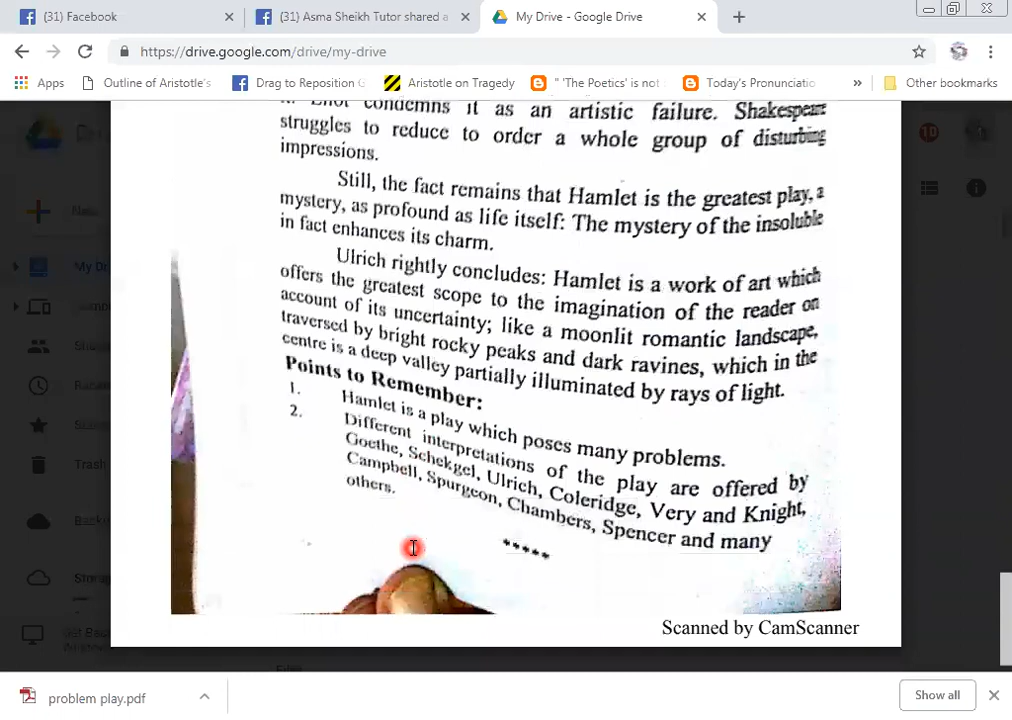 (31) Facebook
(31) Asma Sheikh Tutor shared a
My Drive - Google Drive
https://drive.google.com/drive/my-drive
Apps
Outline of Aristotle's
Drag to Reposition
Aristotle on Tragedy
" 'The Poetics' is not
Today's Pronunciatio
»
Other bookmarks
condemns it as an artistic failure. Shakespeare
struggles to reduce to order a whole group of disturbing
impressions.
Still, the fact remains that Hamlet is the greatest play, a
mystery, as profound as life itself: The mystery of the insoluble
in fact enhances its charm.
Ulrich rightly concludes: Hamlet is a work of art which
offers the greatest scope to the imagination of the reader on
account of its uncertainty; like a moonlit romantic landscape,
traversed by bright rocky peaks and dark ravines, which in the
centre is a deep valley partially illuminated by rays of light.
Points to Remember:
1. Hamlet is a play which poses many problems.
2. Different interpretations of the play are offered by
Goethe, Schekgel, Ulrich, Coleridge, Very and Knight,
Campbell, Spurgeon, Chambers, Spencer and many
others.
*****
Scanned by CamScanner
10
My Dr
Trash
Storag
problem play.pdf
Show all